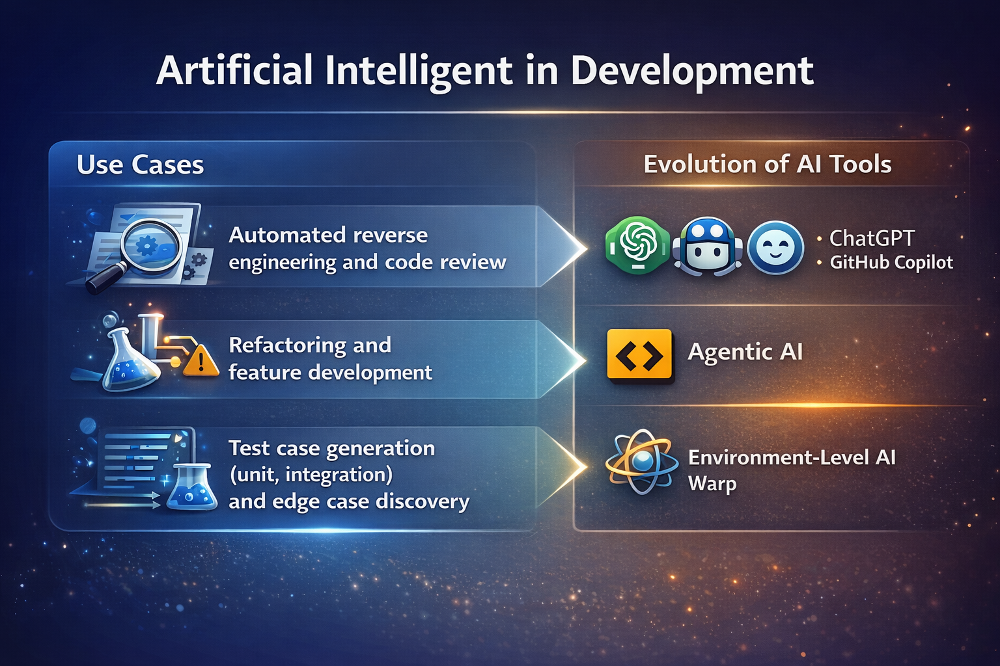 Artificial Intelligent in Development
Use Cases
Automated reverse
engineering and code review
Refactoring and
feature development
Test case generation
(unit, integration)
and edge case discovery
Evolution of AI Tools
• ChatGPT
• GitHub Copilot
Agentic AI
Environment-Level AI
Warp